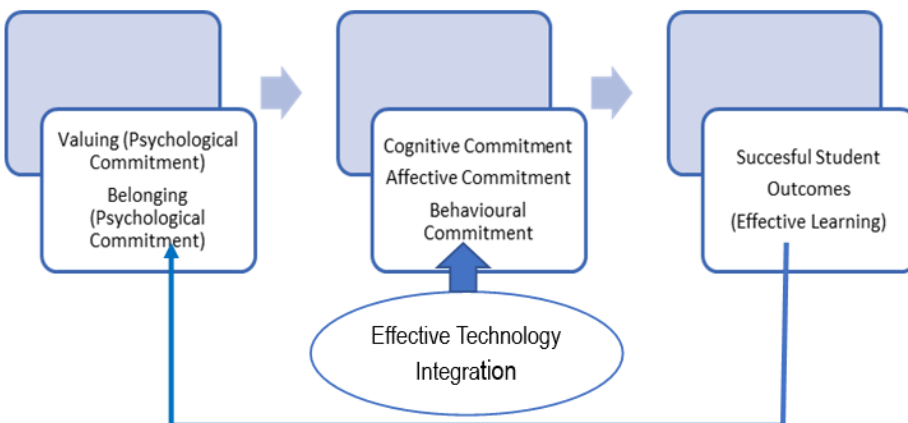 Valuing (Psychological
Commitment)
Belonging
(Psychological
Commitment)
Cognitive Commitment
Affective Commitment
Behavioural
Commitment
Succesful Student
Outcomes
(Effective Learning)
Effective Technology
Integration